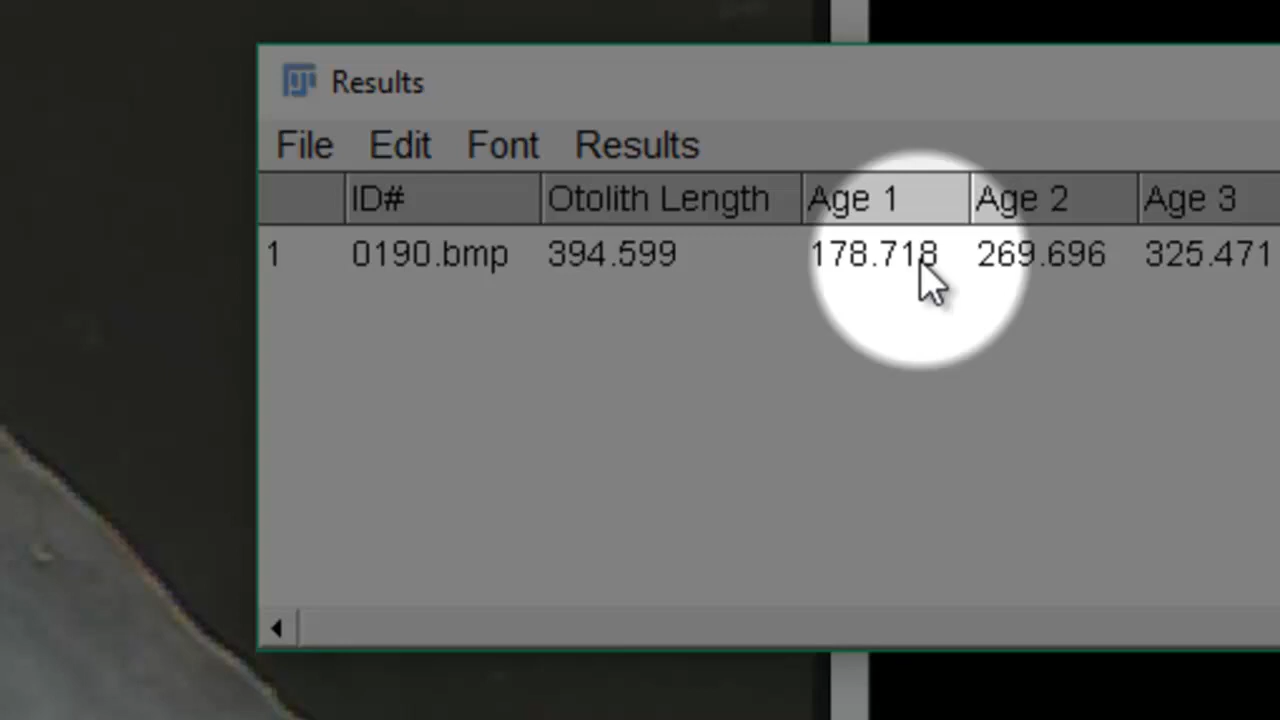 Results
File Edit Font Results
ID# Otolith Length Age 1 Age 2 Age 3
1 0190.bmp 394.599 178.718 269.696 325.471